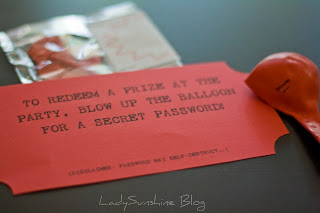 TO REDEEM A PRIZE AT THE
PARTY, BLOW UP THE BALLOON
FOR A SECRET PASSWORD!
(DISCLAIMER: PASSWORD MAY SELF-DESTRUCT...)
LadySunshine Blog